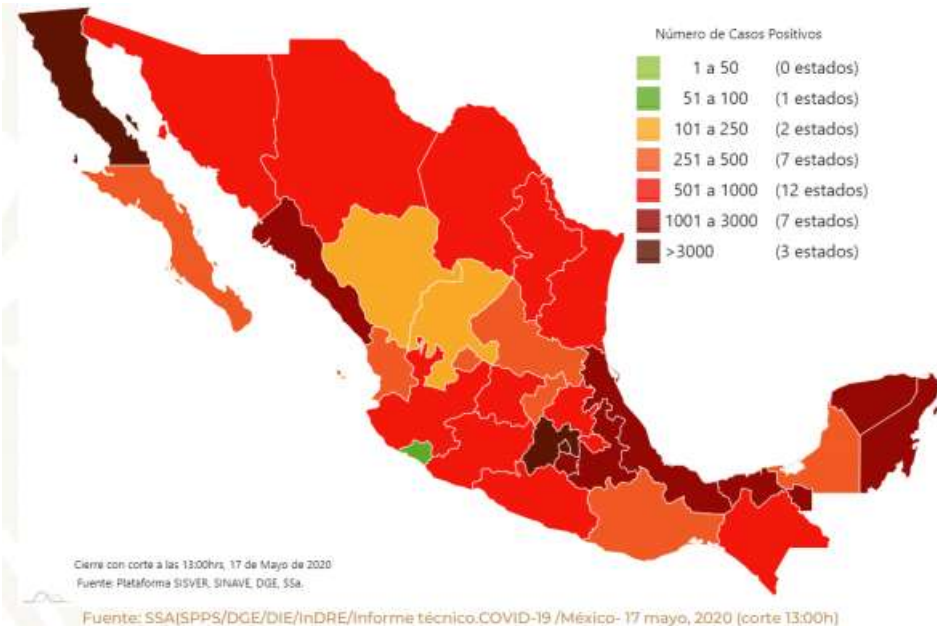 Número de Casos Positivos
1 a 50 (0 estados)
51 a 100 (1 estados)
101 a 250 (2 estados)
251 a 500 (7 estados)
501 a 1000 (12 estados)
1001 a 3000 (7 estados)
>3000 (3 estados)
Cierre con corte a las 13:00hrs, 17 de Mayo de 2020
Fuente: Plataforma SISVER, SINAVE, DGE, SSa.
Fuente: SSA|SPPS/DGE/DIE/InDRE/Informe técnico.COVID-19 /México- 17 mayo, 2020 (corte 13:00h)